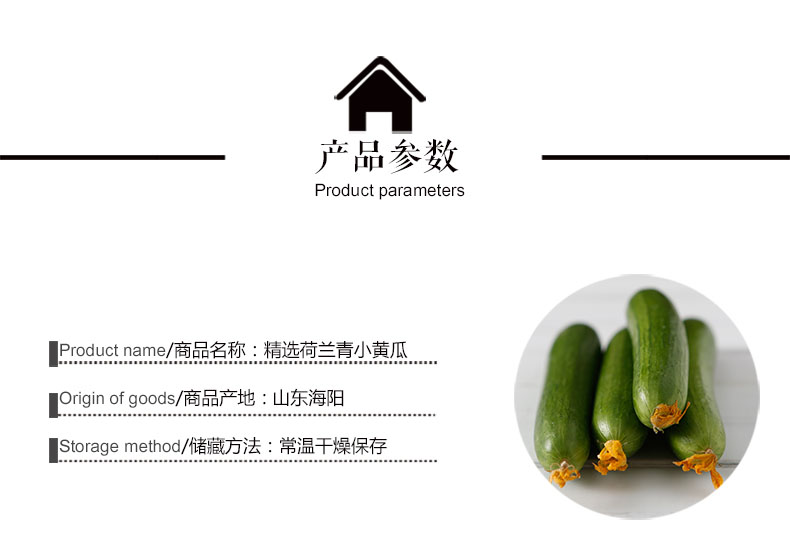 产品参数
Product parameters
Product name/商品名称：精选荷兰青小黄瓜
Origin of goods/商品产地：山东海阳
Storage method/储藏方法：常温干燥保存